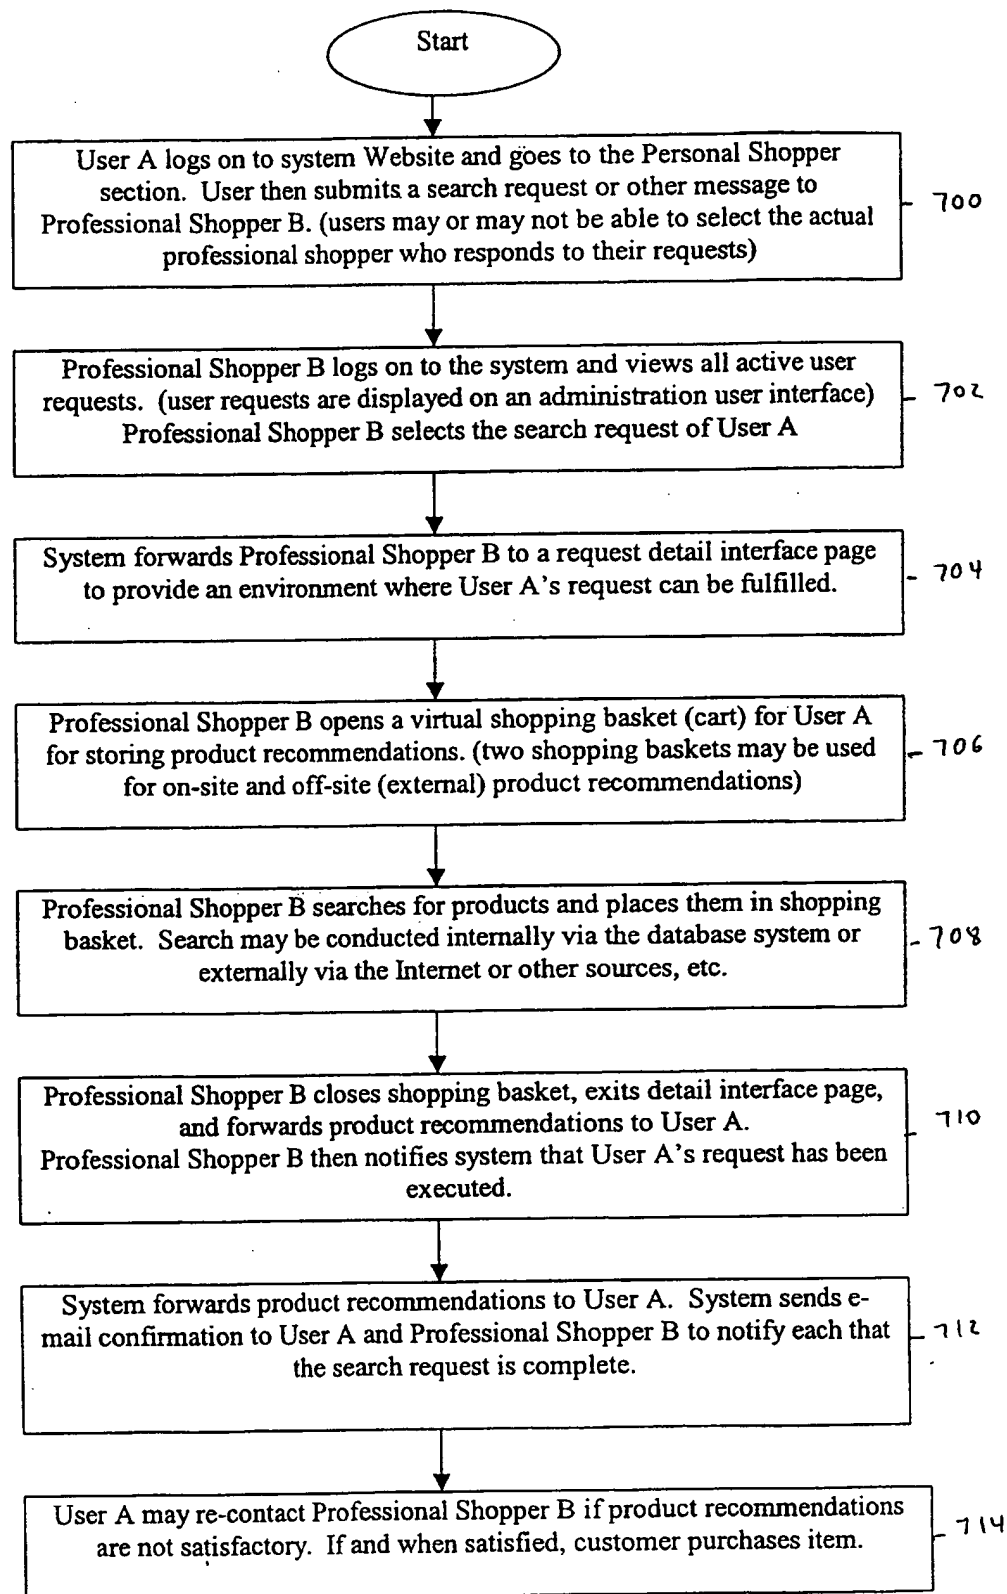 Start
User A logs on to system Website and goes to the Personal Shopper
section. User then submits a search request or other message to
Professional Shopper B. (users may or may not be able to select the actual
professional shopper who responds to their requests)
700
Professional Shopper B logs on to the system and views all active user
requests. (user requests are displayed on an administration user interface)
Professional Shopper B selects the search request of User A
702
System forwards Professional Shopper B to a request detail interface page
to provide an environment where User A's request can be fulfilled.
704
Professional Shopper B opens a virtual shopping basket (cart) for User A
for storing product recommendations. (two shopping baskets may be used
for on-site and off-site (external) product recommendations)
706
Professional Shopper B searches for products and places them in shopping
basket. Search may be conducted internally via the database system or
externally via the Internet or other sources, etc.
708
Professional Shopper B closes shopping basket, exits detail interface page,
and forwards product recommendations to User A.
Professional Shopper B then notifies system that User A's request has been
executed.
710
System forwards product recommendations to User A. System sends e-
mail confirmation to User A and Professional Shopper B to notify each that
the search request is complete.
712
User A may re-contact Professional Shopper B if product recommendations
are not satisfactory. If and when satisfied, customer purchases item.
714